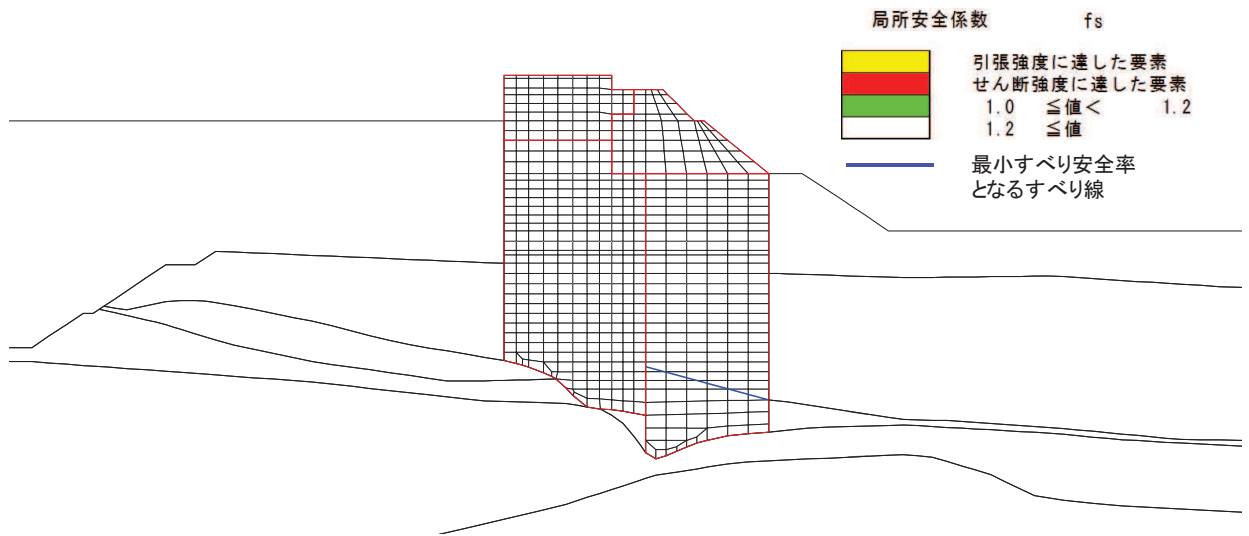 局所安全係数 fs
引張強度に達した要素
せん断強度に達した要素
1.0 ≦値< 1.2
1.2 ≦値
最小すべり安全率
となるすべり線